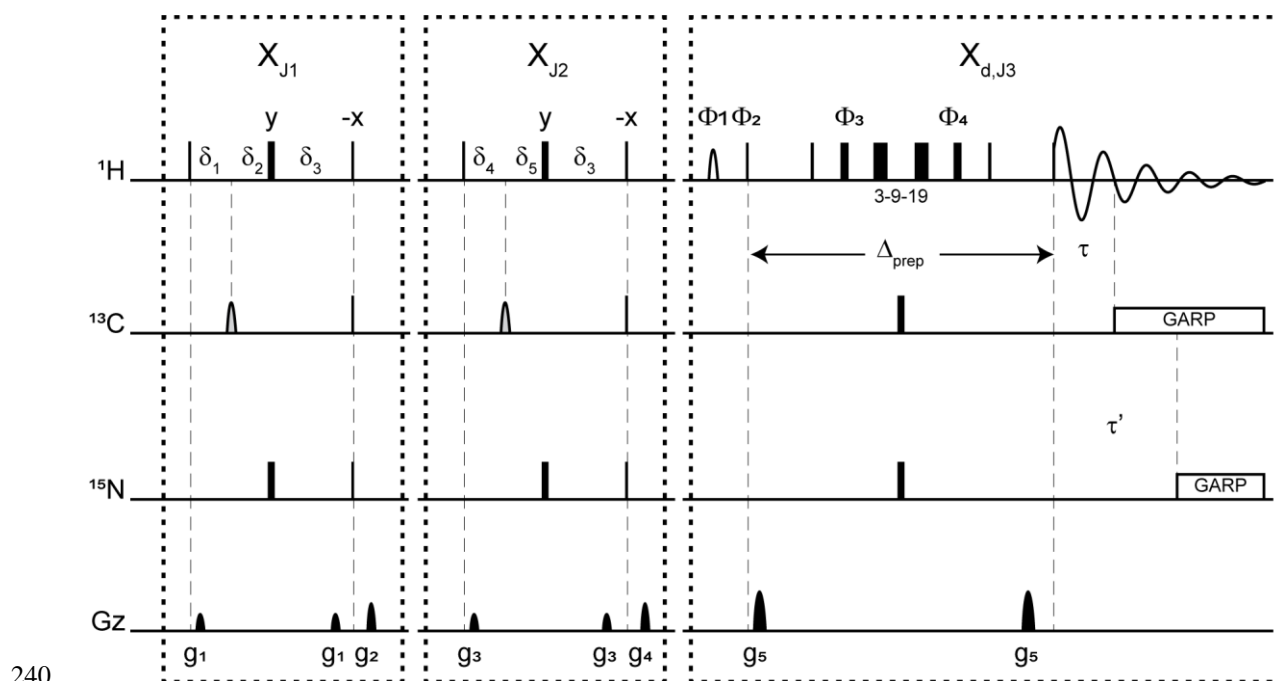 X_J1 X_J2 X_d,J3
y -x y -x Φ1 Φ2 Φ3 Φ4
¹H δ₁ δ₂ δ₃ δ₄ δ₅ δ₃
3-9-19
Δprep τ
¹³C GARP
τ'
¹⁵N GARP
Gz
g₁ g₁ g₂ g₃ g₃ g₄ g₅ g₅
240